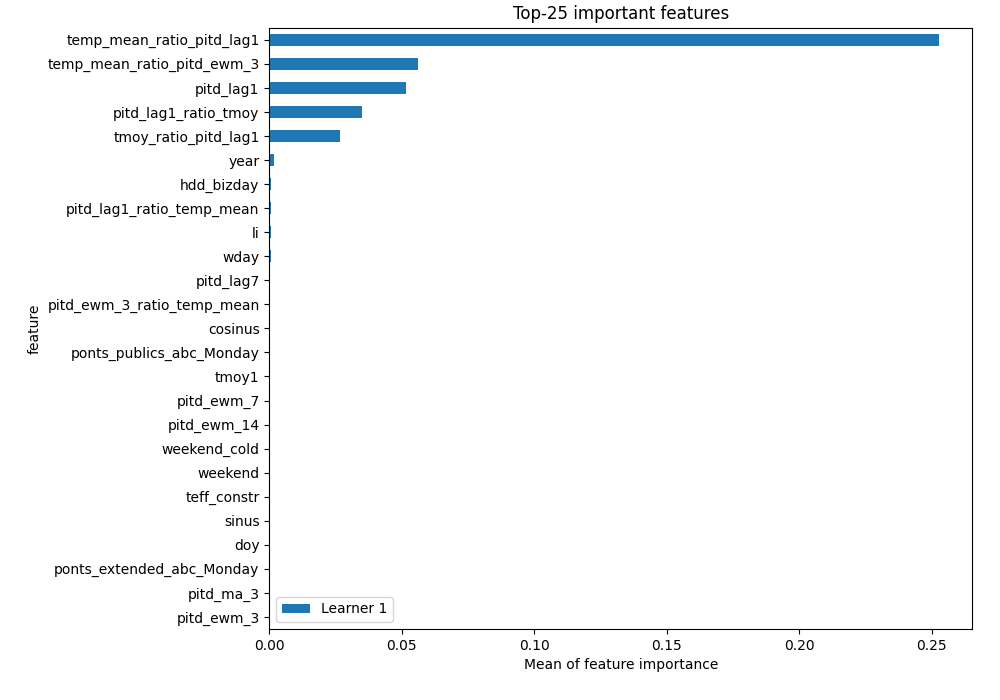 Top-25 important features
temp_mean_ratio_pitd_lag1
temp_mean_ratio_pitd_ewm_3
pitd_lag1
pitd_lag1_ratio_tmoy
tmoy_ratio_pitd_lag1
year
hdd_bizday
pitd_lag1_ratio_temp_mean
li
wday
pitd_lag7
pitd_ewm_3_ratio_temp_mean
cosinus
ponts_publics_abc_Monday
tmoy1
pitd_ewm_7
pitd_ewm_14
weekend_cold
weekend
teff_constr
sinus
doy
ponts_extended_abc_Monday
pitd_ma_3
pitd_ewm_3
feature
Learner 1
0.00 0.05 0.10 0.15 0.20 0.25
Mean of feature importance